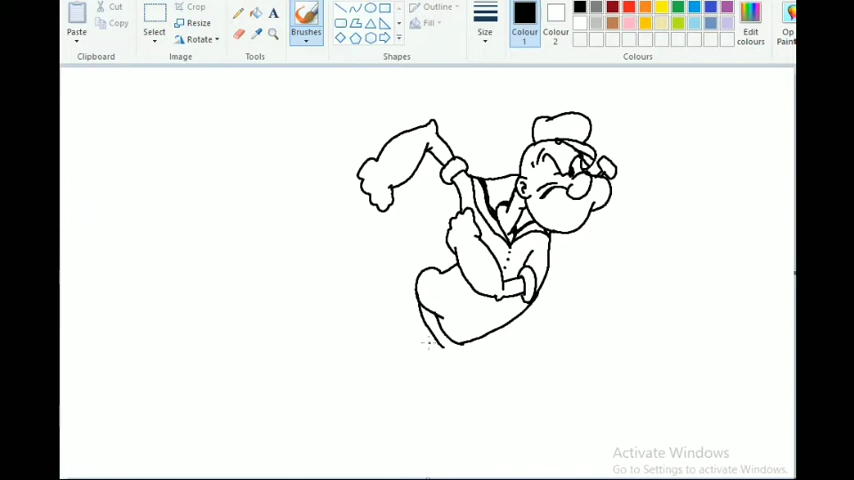 Paste
Cut
Copy
Clipboard
Select
Crop
Resize
Rotate
Image
A
Tools
Brushes
Outline
Fill
Shapes
Size
Colour
1
Colour
2
Edit
colours
Colours
Activate Windows
Go to Settings to activate Windows.